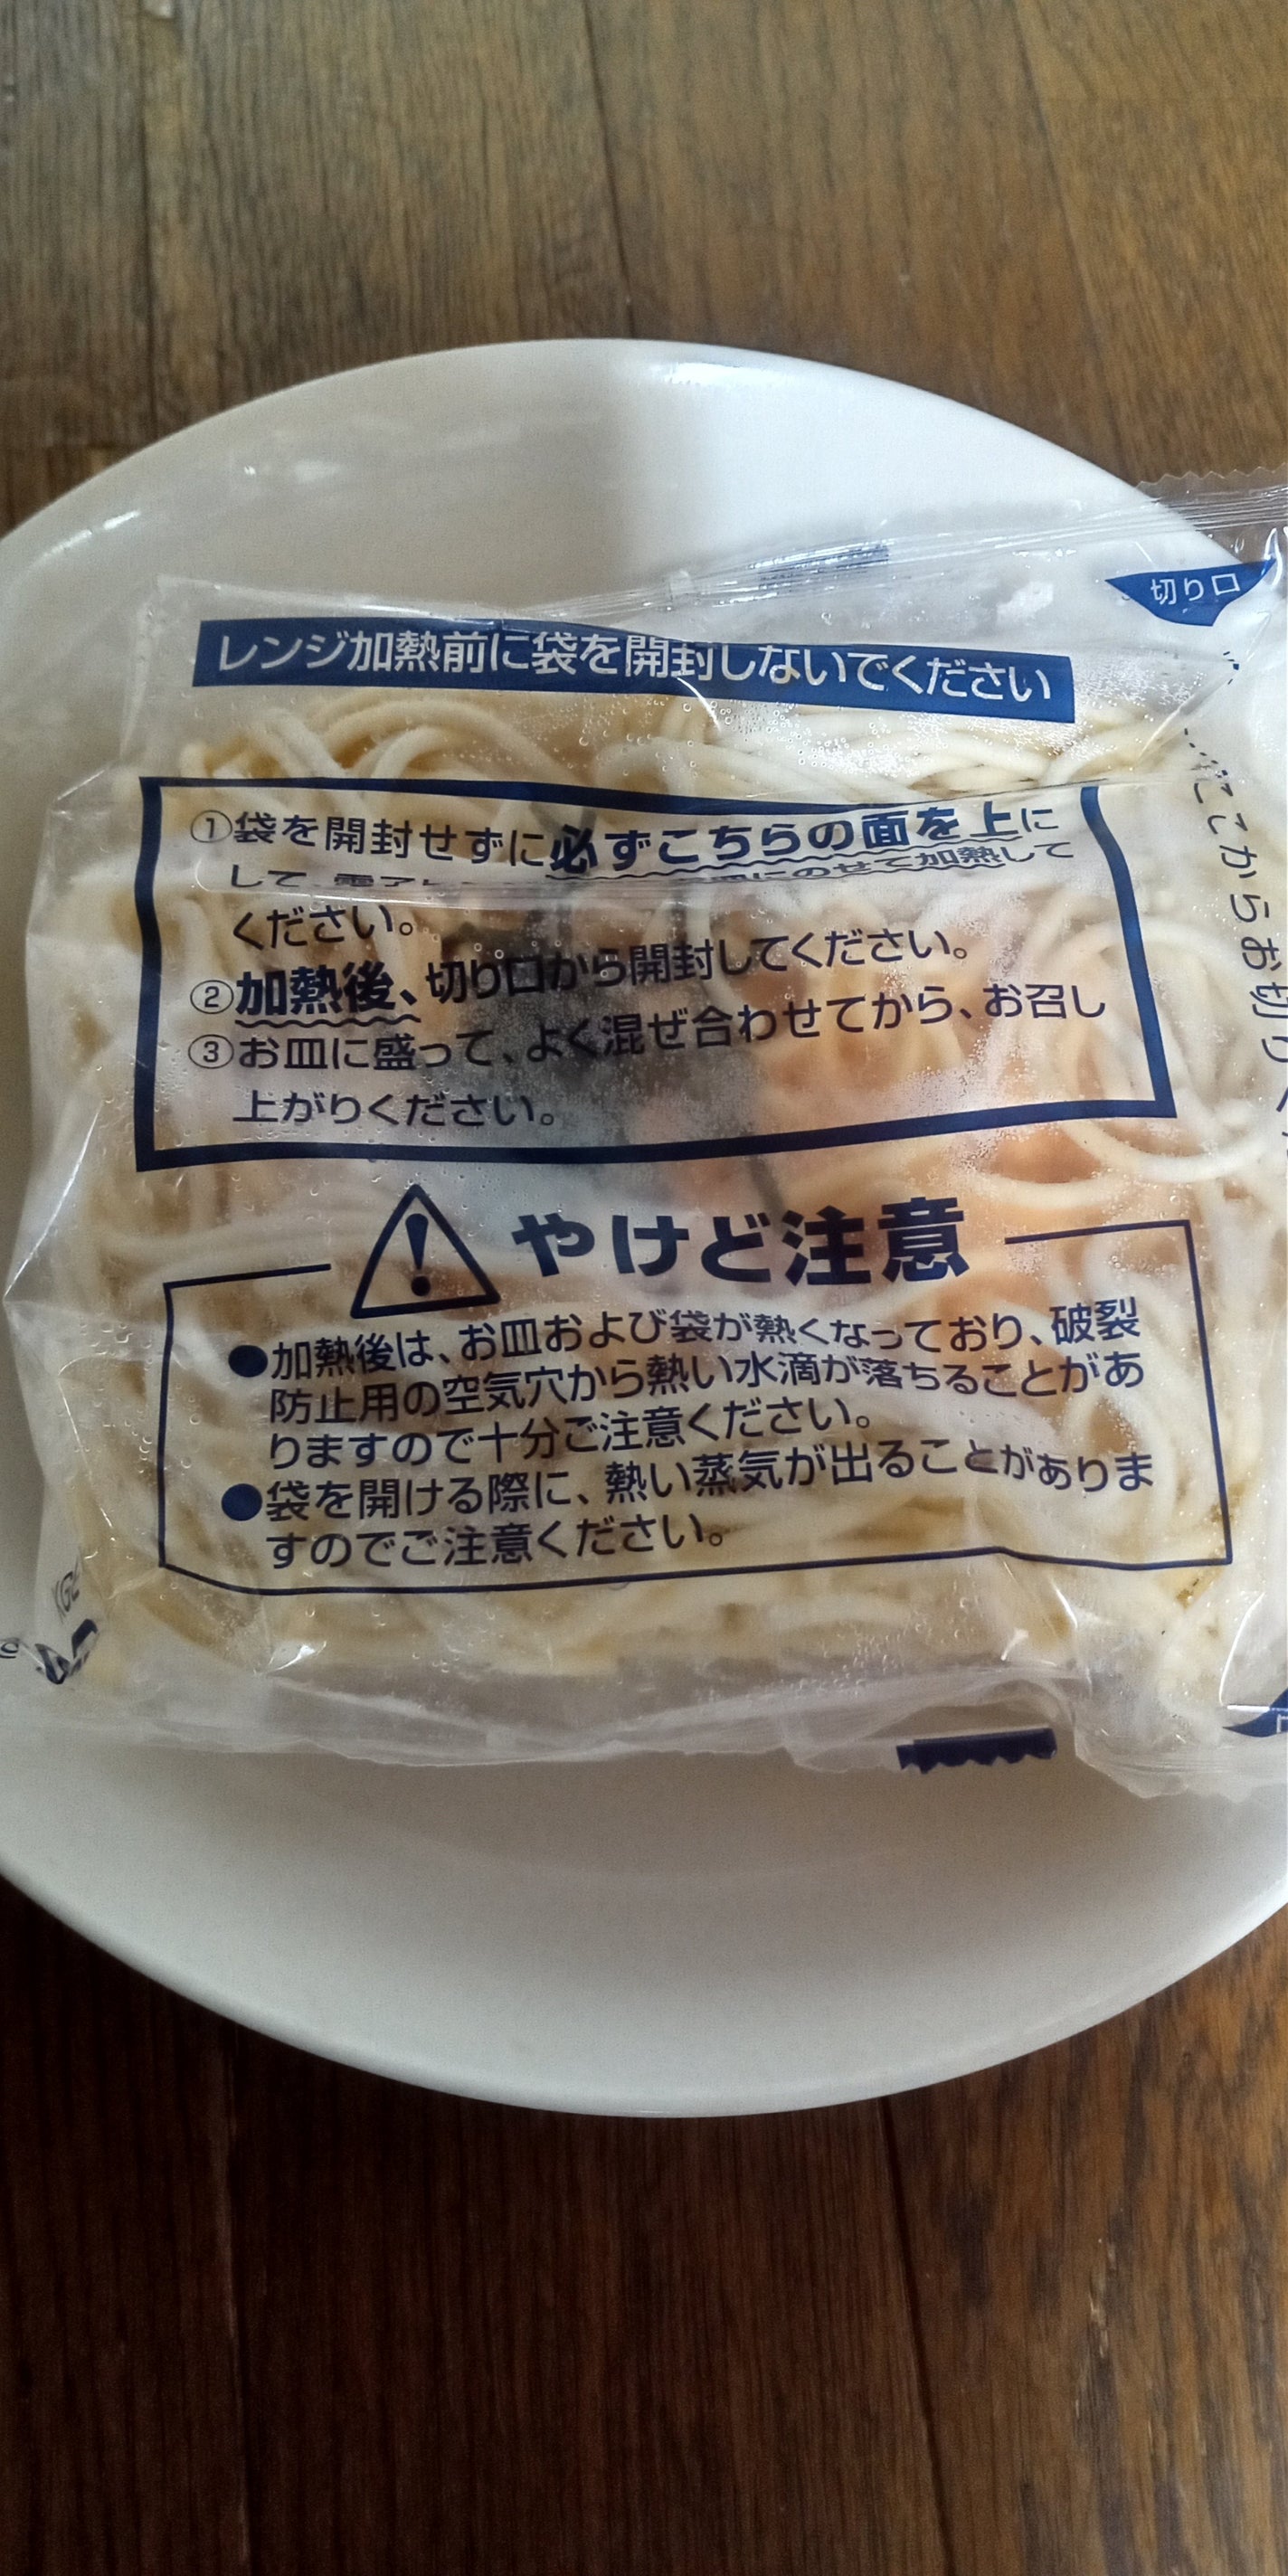 切り口
レンジ加熱前に袋を開封しないでください
①袋を開封せずに必ずこちらの面を上に
して のせて加熱して
ください。
②加熱後、切り口から開封してください。
③お皿に盛って、よく混ぜ合わせてから、お召し
上がりください。
やけど注意
●加熱後は、お皿および袋が熱くなっており、破裂
防止用の空気穴から熱い水滴が落ちることがあ
りますので十分ご注意ください。
●袋を開ける際に、熱い蒸気が出ることがありま
すのでご注意ください。
ここからお切り